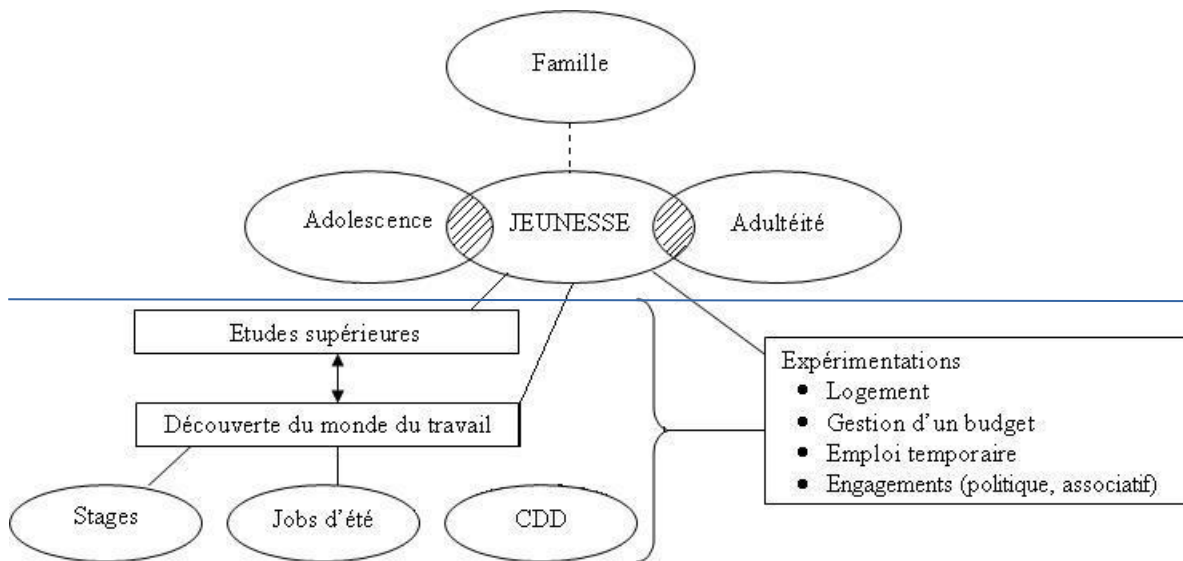 Famille
Adolescence
JEUNESSE
Adultéité
Etudes supérieures
Découverte du monde du travail
Stages
Jobs d'été
CDD
Expérimentations
• Logement
• Gestion d'un budget
• Emploi temporaire
• Engagements (politique, associatif)